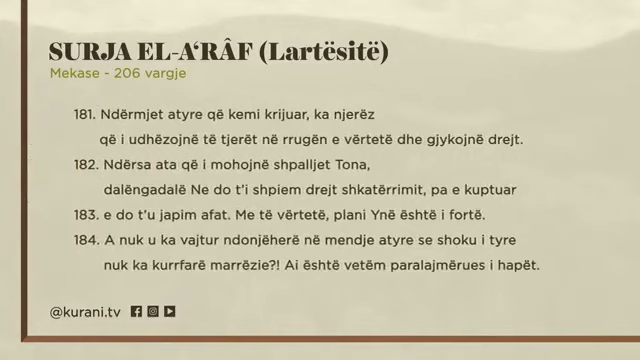 SURJA EL-A‘RÂF (Lartësitë)
Mekase - 206 vargje
181. Ndërmjet atyre që kemi krijuar, ka njerëz
që i udhëzojnë të tjerët në rrugën e vërtetë dhe gjykojnë drejt.
182. Ndërsa ata që i mohojnë shpalljet Tona,
dalëngadalë Ne do t’i shpiem drejt shkatërrimit, pa e kuptuar
183. e do t’u japim afat. Me të vërtetë, plani Ynë është i fortë.
184. A nuk u ka vajtur ndonjëherë në mendje atyre se shoku i tyre
nuk ka kurrfarë marrëzie?! Ai është vetëm paralajmërues i hapët.
@kurani.tv